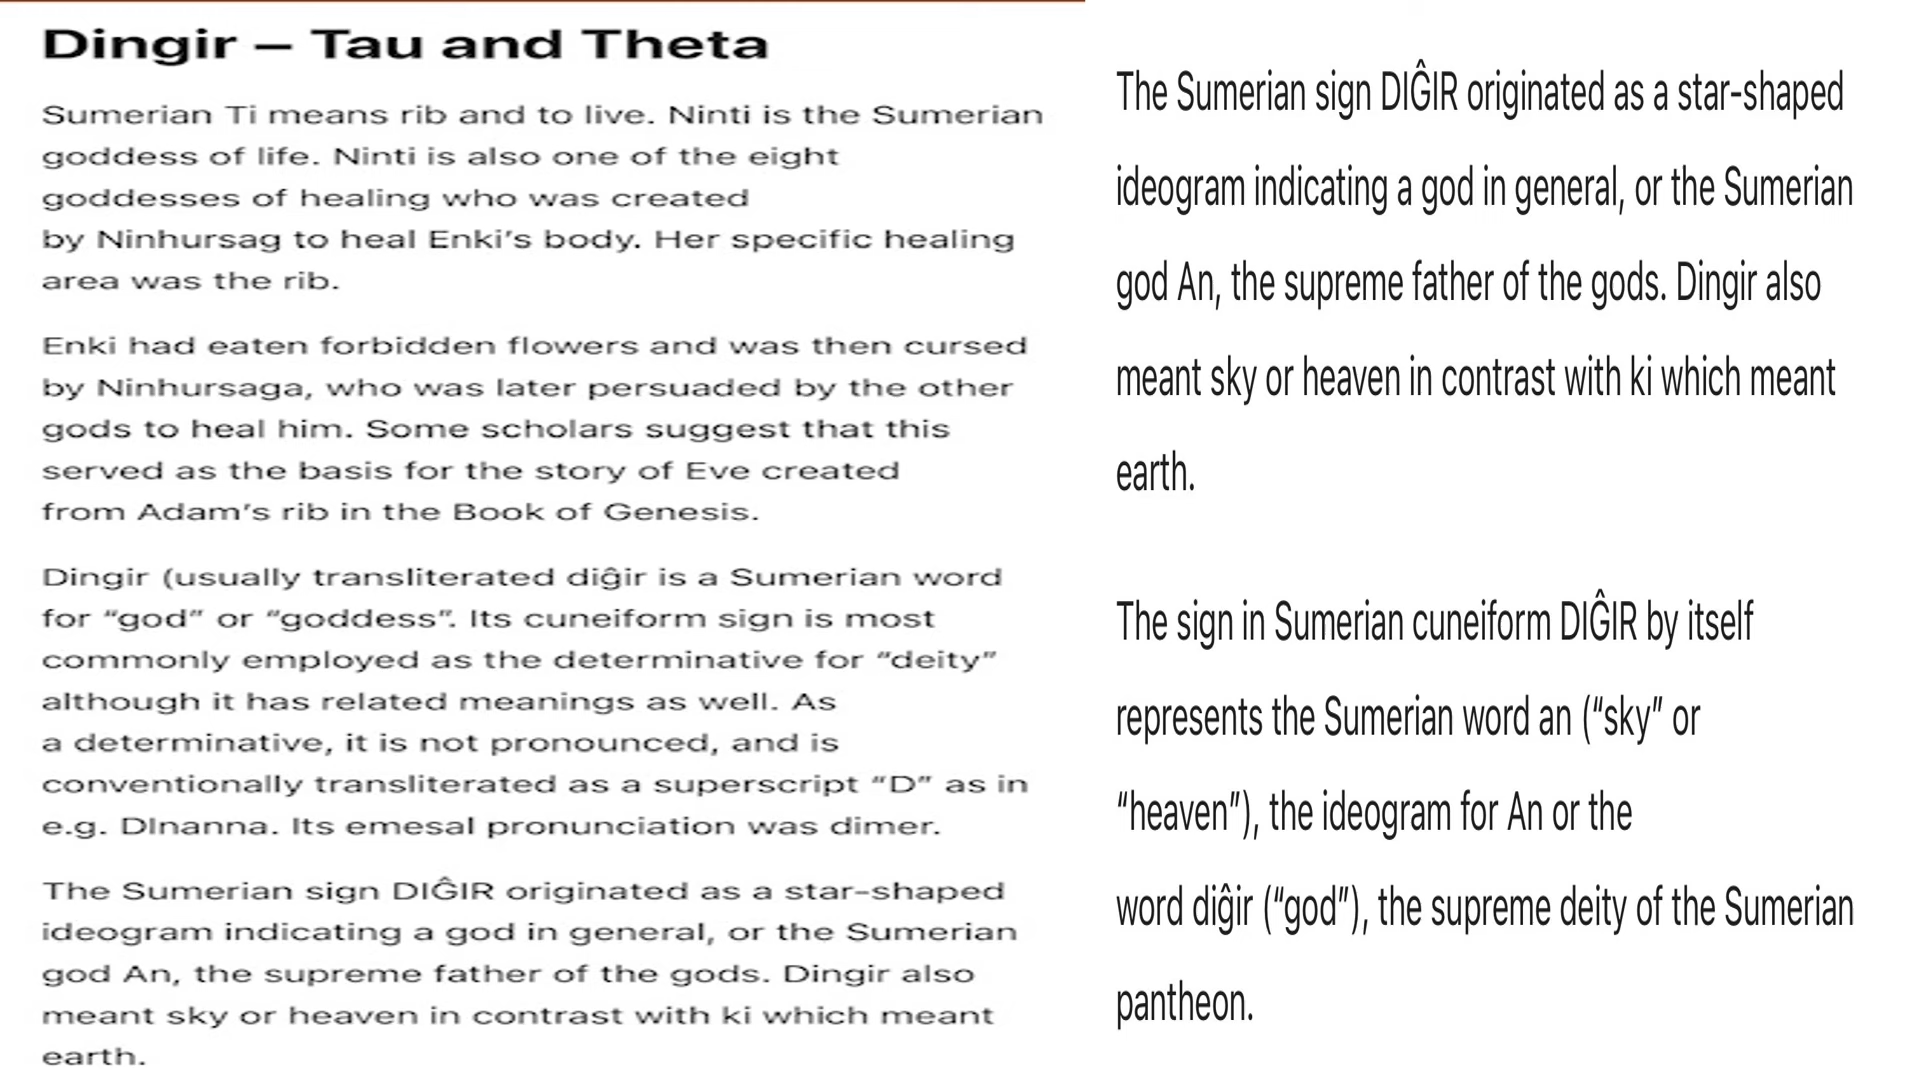 Dingir – Tau and Theta
Sumerian Ti means rib and to live. Ninti is the Sumerian
goddess of life. Ninti is also one of the eight
goddesses of healing who was created
by Ninhursag to heal Enki’s body. Her specific healing
area was the rib.
Enki had eaten forbidden flowers and was then cursed
by Ninhursaga, who was later persuaded by the other
gods to heal him. Some scholars suggest that this
served as the basis for the story of Eve created
from Adam’s rib in the Book of Genesis.
Dingir (usually transliterated diĝir is a Sumerian word
for “god” or “goddess”. Its cuneiform sign is most
commonly employed as the determinative for “deity”
although it has related meanings as well. As
a determinative, it is not pronounced, and is
conventionally transliterated as a superscript “D” as in
e.g. DInanna. Its emesal pronunciation was dimer.
The Sumerian sign DIĜIR originated as a star-shaped
ideogram indicating a god in general, or the Sumerian
god An, the supreme father of the gods. Dingir also
meant sky or heaven in contrast with ki which meant
earth.
The Sumerian sign DIĜIR originated as a star-shaped
ideogram indicating a god in general, or the Sumerian
god An, the supreme father of the gods. Dingir also
meant sky or heaven in contrast with ki which meant
earth.
The sign in Sumerian cuneiform DIĜIR by itself
represents the Sumerian word an (“sky” or
“heaven”), the ideogram for An or the
word diĝir (“god”), the supreme deity of the Sumerian
pantheon.